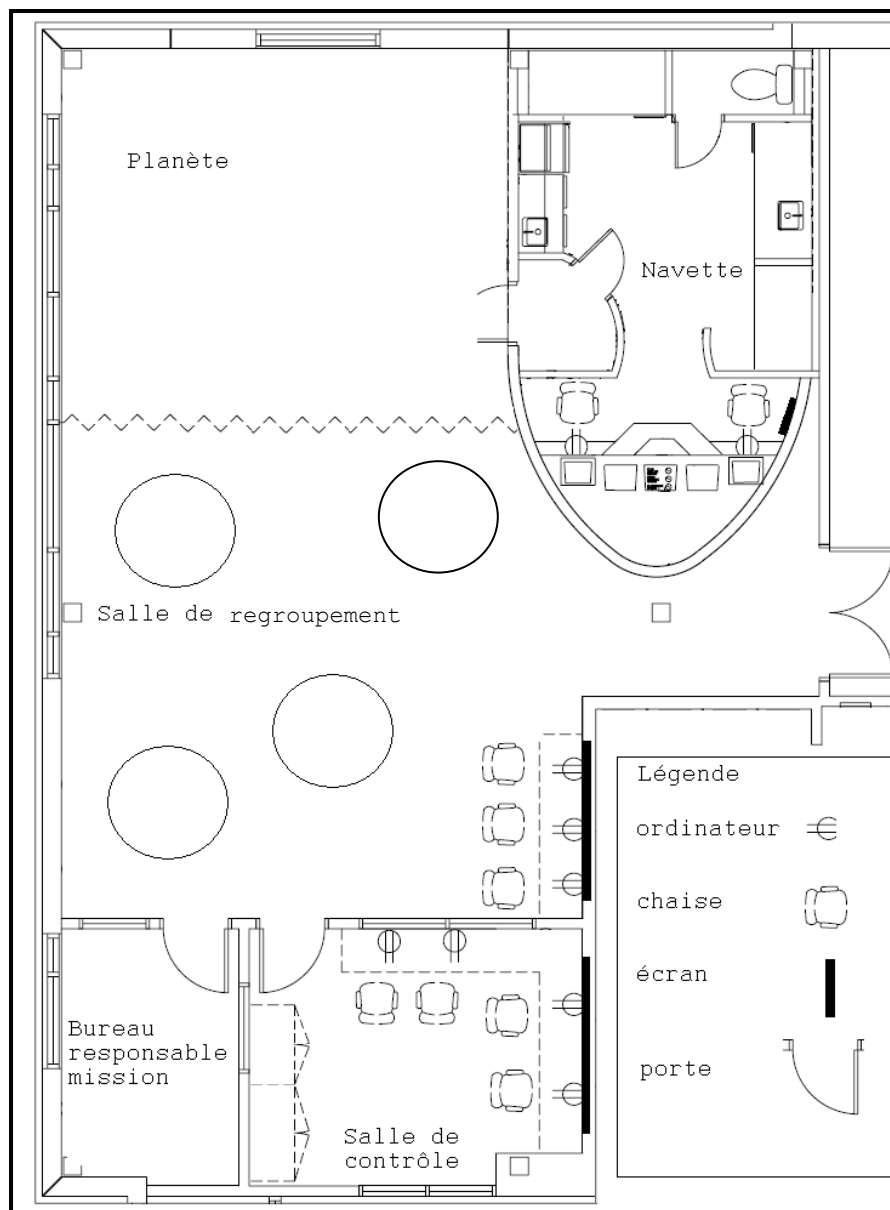 Planète
Navette
Salle de regroupement
Légende
ordinateur
chaise
écran
porte
Bureau
responsable
mission
Salle de
contrôle